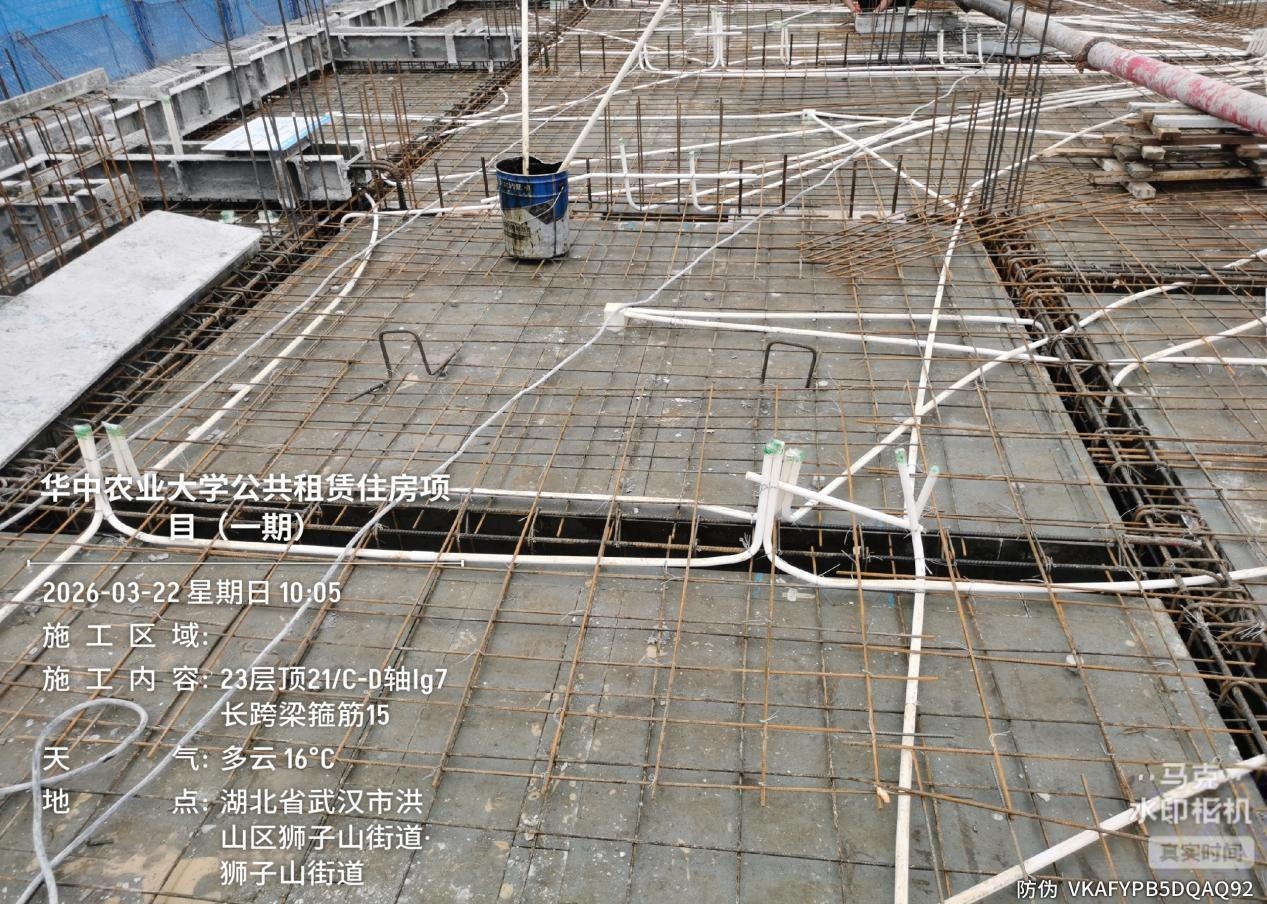 华中农业大学公共租赁住房项
目（一期）
2026-03-22 星期日 10:05
施工区域:
施工内容: 23层顶21/C-D轴lg7
长跨梁箍筋15
天气: 多云 16℃
地点: 湖北省武汉市洪
山区狮子山街道·
狮子山街道
马克
水印相机
真实时间
防伪 VKAFYPB5DQAQ92